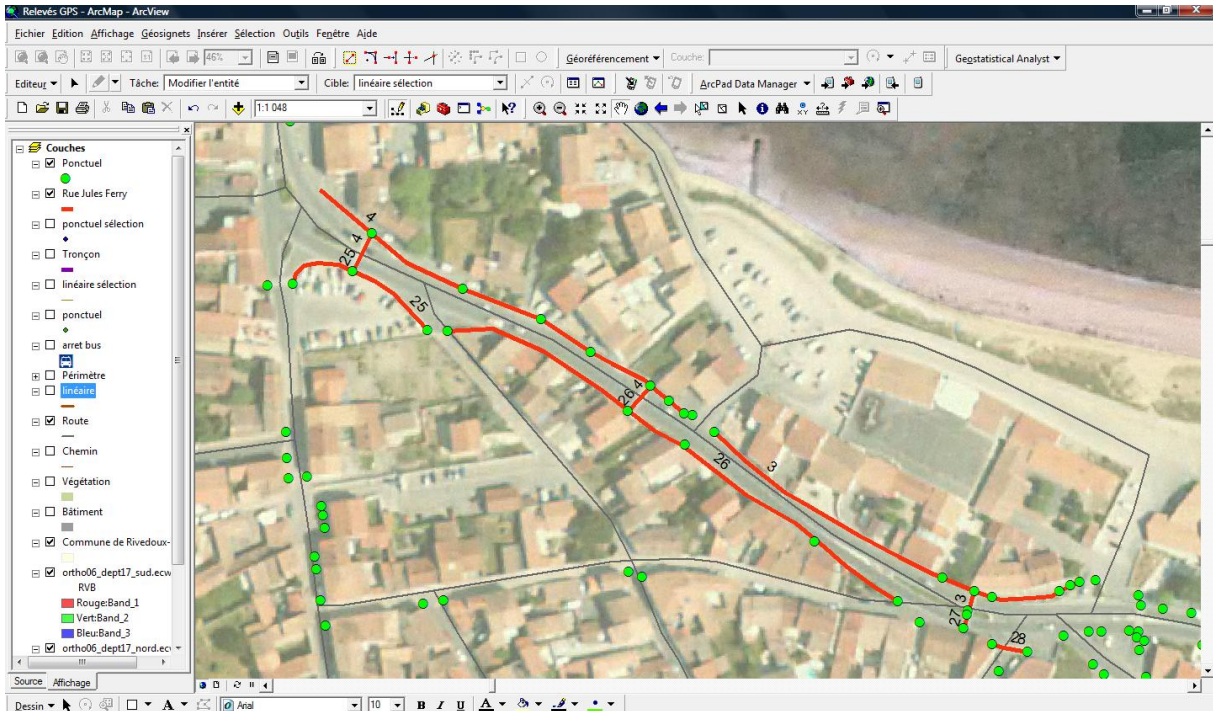 Relevés GPS - ArcMap - ArcView
Fichier Edition Affichage Géosignets Insérer Sélection Outils Fenêtre Aide
46% Géoréférencement Couche: Geostatistical Analyst
Editeur Tâche: Modifier l'entité Cible: linéaire sélection ArcPad Data Manager
1:1 048
Couches
Ponctuel
Rue Jules Ferry
ponctuel sélection
Tronçon
linéaire sélection
ponctuel
arret bus
Périmètre
linéaire
Route
Chemin
Végétation
Bâtiment
Commune de Rivedoux-
ortho06_dept17_sud.ecw
RVB
Rouge:Band_1
Vert:Band_2
Bleu:Band_3
ortho06_dept17_nord.ecw
4
25 4
25
26 4
26
3
27 3
28
Source Affichage
Dessin A Arial 10 B I U A